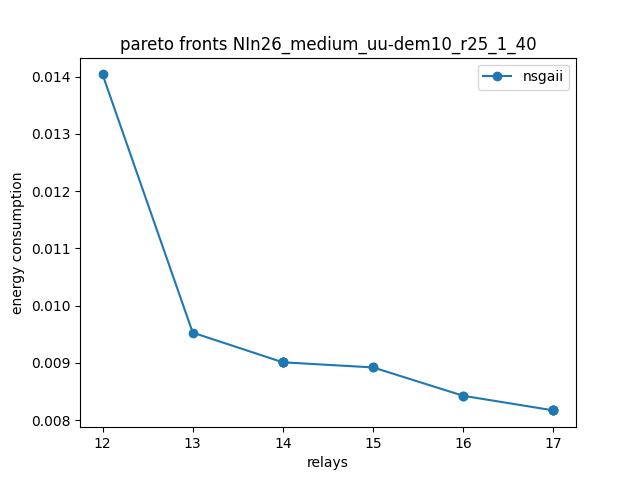 pareto fronts NIn26_medium_uu-dem10_r25_1_40
nsgaii
0.014
0.013
0.012
0.011
0.010
0.009
0.008
energy consumption
12 13 14 15 16 17
relays